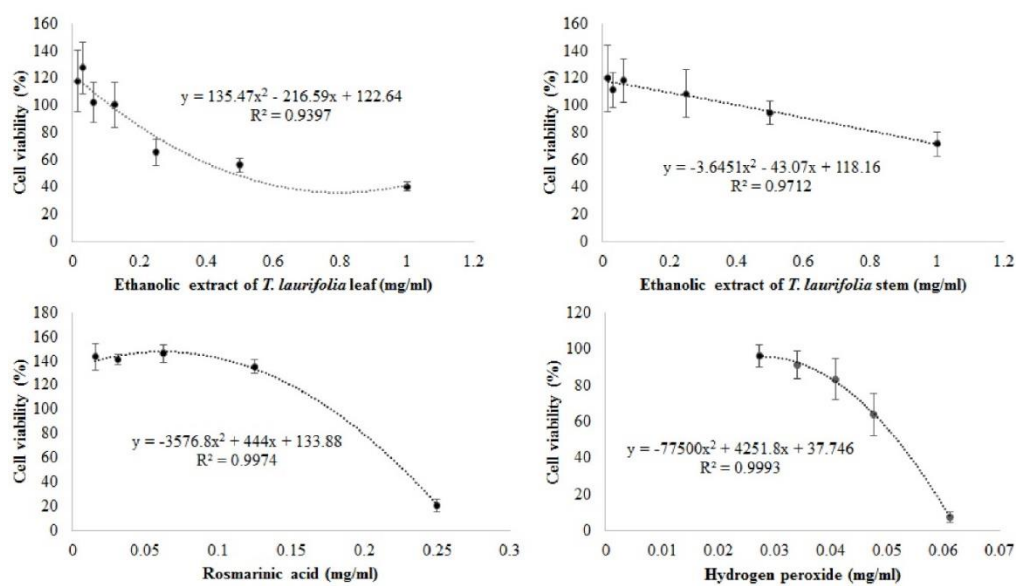 160
140
120
100
80
60
40
20
0
Cell viability (%)
y = 135.47x² - 216.59x + 122.64
R² = 0.9397
0 0.2 0.4 0.6 0.8 1 1.2
Ethanolic extract of T. laurifolia leaf (mg/ml)
160
140
120
100
80
60
40
20
0
Cell viability (%)
y = -3.6451x² - 43.07x + 118.16
R² = 0.9712
0 0.2 0.4 0.6 0.8 1 1.2
Ethanolic extract of T. laurifolia stem (mg/ml)
180
160
140
120
100
80
60
40
20
0
Cell viability (%)
y = -3576.8x² + 444x + 133.88
R² = 0.9974
0 0.05 0.1 0.15 0.2 0.25 0.3
Rosmarinic acid (mg/ml)
120
100
80
60
40
20
0
Cell viability (%)
y = -77500x² + 4251.8x + 37.746
R² = 0.9993
0 0.01 0.02 0.03 0.04 0.05 0.06 0.07
Hydrogen peroxide (mg/ml)